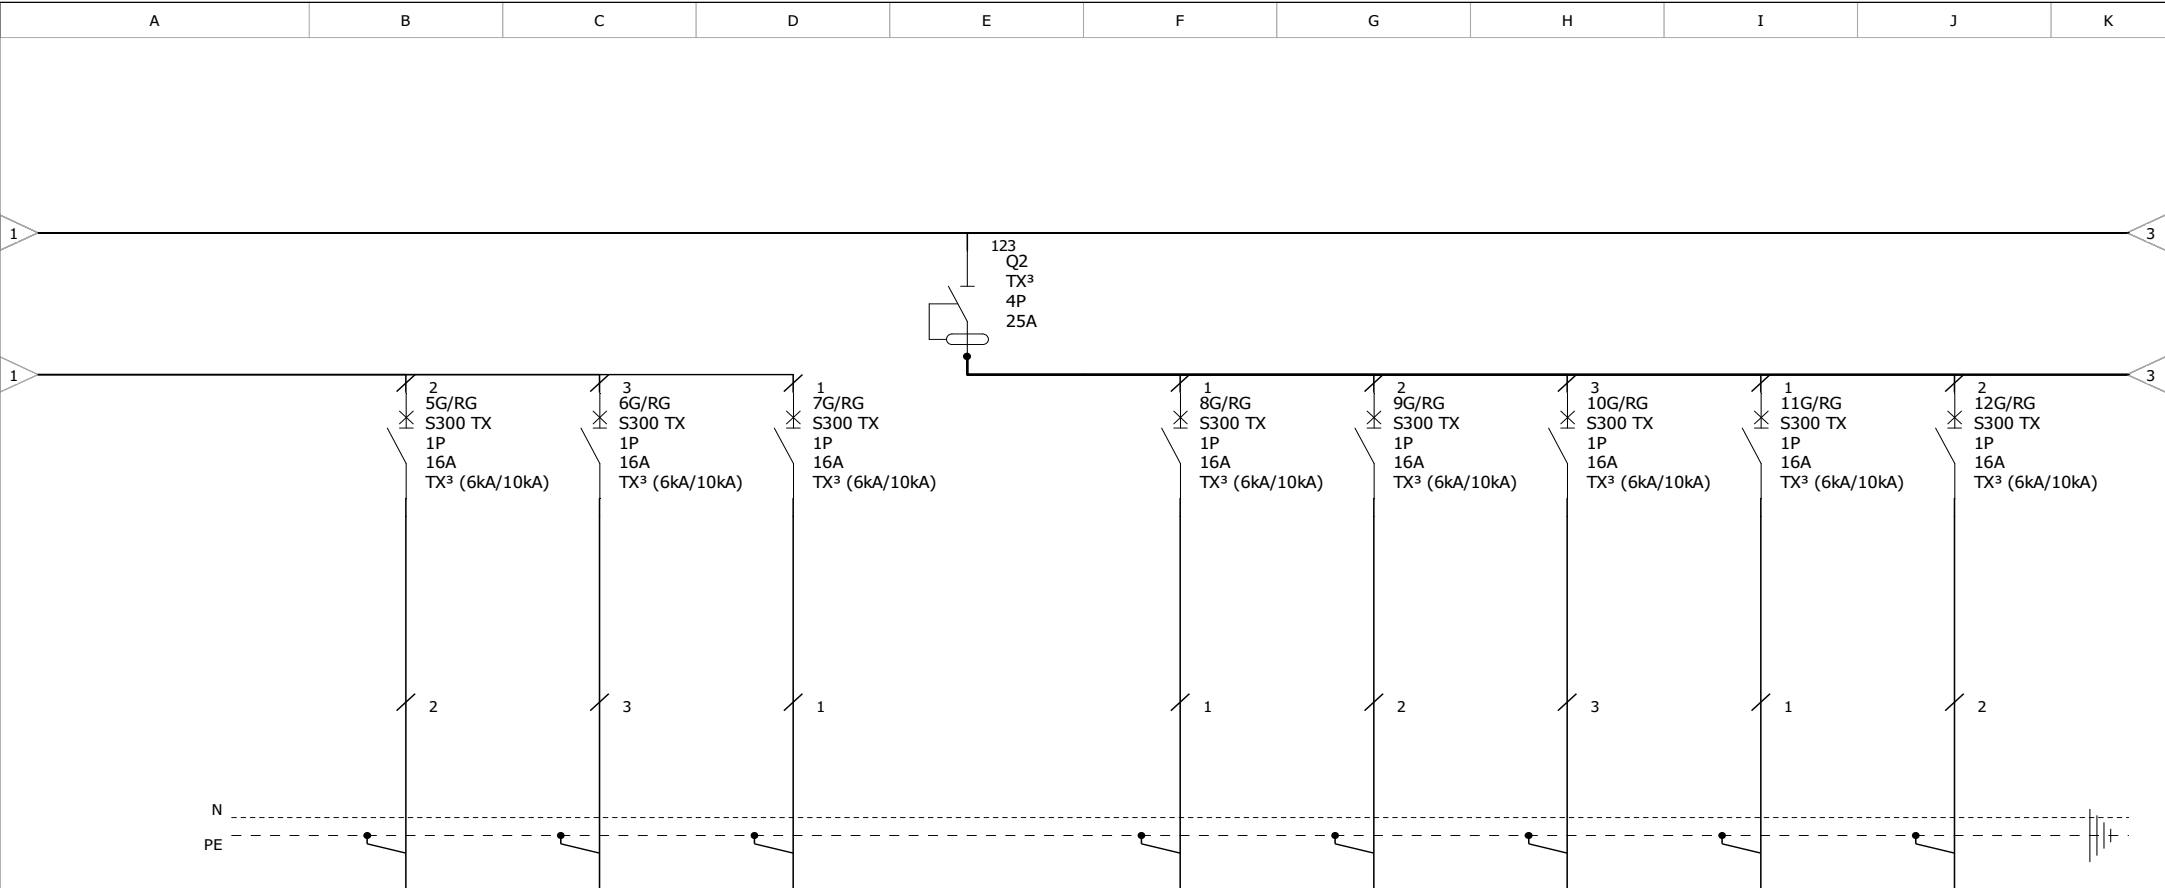 A B C D E F G H I J K
1 3
123
Q2
TX³
4P
25A
1 3
2 3 1 1 2 3 1 2
5G/RG 6G/RG 7G/RG 8G/RG 9G/RG 10G/RG 11G/RG 12G/RG
S300 TX S300 TX S300 TX S300 TX S300 TX S300 TX S300 TX S300 TX
1P 1P 1P 1P 1P 1P 1P 1P
16A 16A 16A 16A 16A 16A 16A 16A
TX³ (6kA/10kA) TX³ (6kA/10kA) TX³ (6kA/10kA) TX³ (6kA/10kA) TX³ (6kA/10kA) TX³ (6kA/10kA) TX³ (6kA/10kA) TX³ (6kA/10kA)
2 3 1 1 2 3 1 2
N
PE